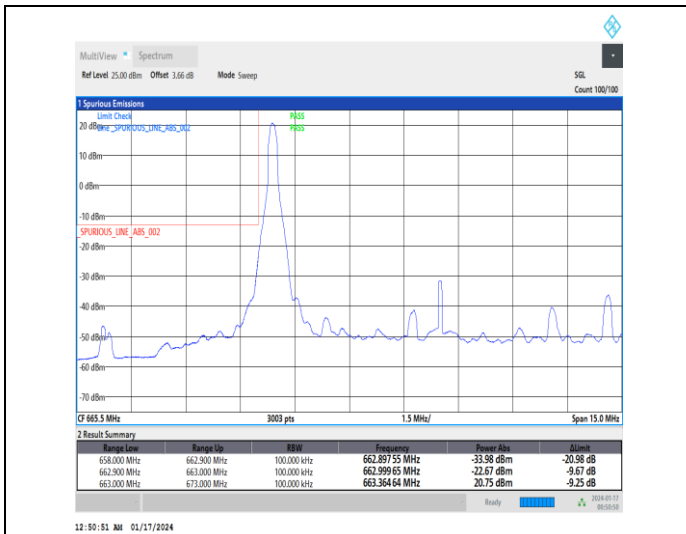 MultiView Spectrum
Ref Level 25.00 dBm Offset 3.66 dB Mode Sweep SGL
Count 100/100
1 Spurious Emissions
Limit Check PASS
20 dBm Line _SPURIOUS_LINE_ABS_002 PASS
10 dBm
0 dBm
-10 dBm
_SPURIOUS_LINE_ABS_002
-20 dBm
-30 dBm
-40 dBm
-50 dBm
-60 dBm
-70 dBm
CF 665.5 MHz 3003 pts 1.5 MHz/ Span 15.0 MHz
2 Result Summary
Range Low Range Up RBW Frequency Power Abs ΔLimit
658.000 MHz 662.900 MHz 100.000 kHz 662.897 55 MHz -33.98 dBm -20.98 dB
662.900 MHz 663.000 MHz 100.000 kHz 662.999 65 MHz -22.67 dBm -9.67 dB
663.000 MHz 673.000 MHz 100.000 kHz 663.364 64 MHz 20.75 dBm -9.25 dB
Ready 2024-01-17
00:50:50
12:50:51 AM 01/17/2024